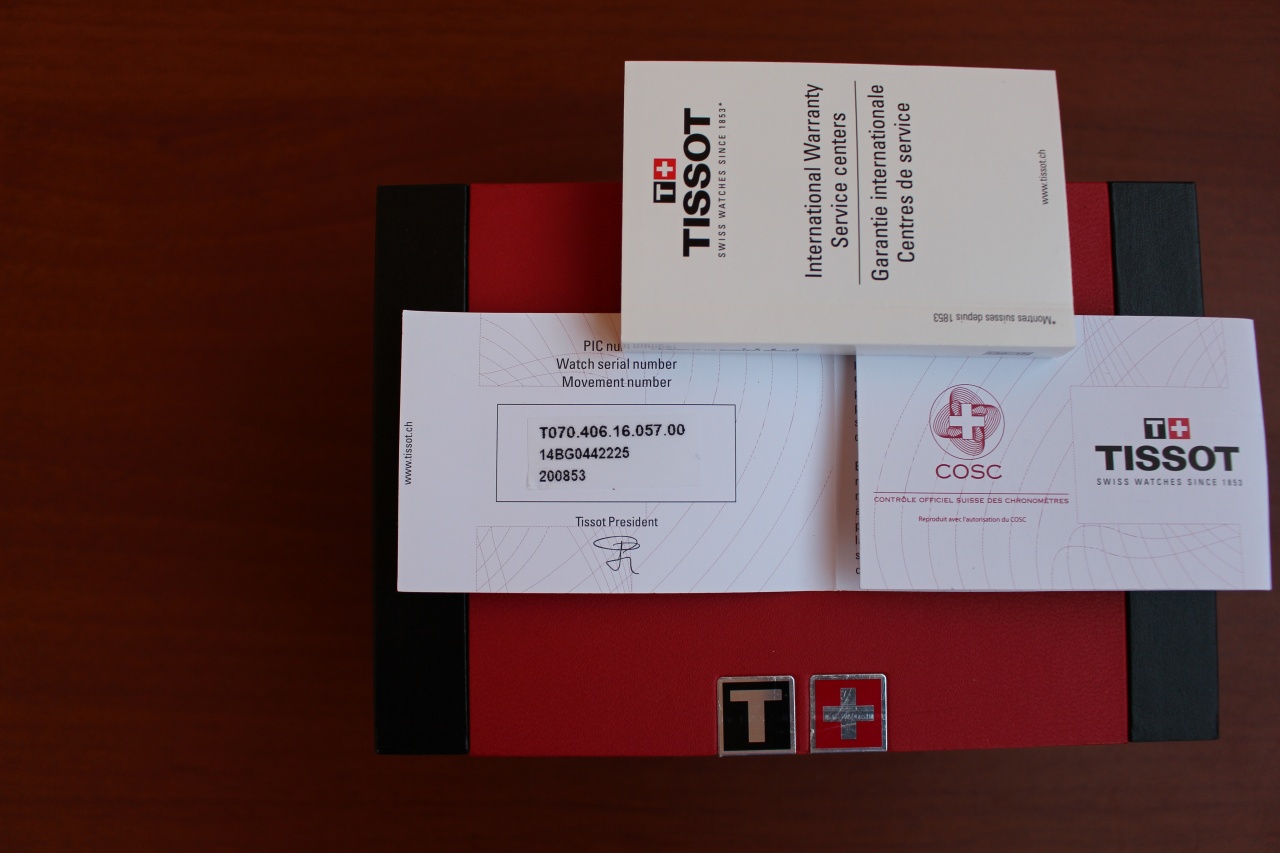 T+
TISSOT
SWISS WATCHES SINCE 1853*
International Warranty
Service centers
Garantie internationale
Centres de service
www.tissot.ch
*Montres suisses depuis 1853
www.tissot.ch
PIC
Watch serial number
Movement number
T070.406.16.057.00
14BG0442225
200853
Tissot President
COSC
CONTRÔLE OFFICIEL SUISSE DES CHRONOMÈTRES
Reproduit avec l'autorisation du COSC
T+
TISSOT
SWISS WATCHES SINCE 1853
T+